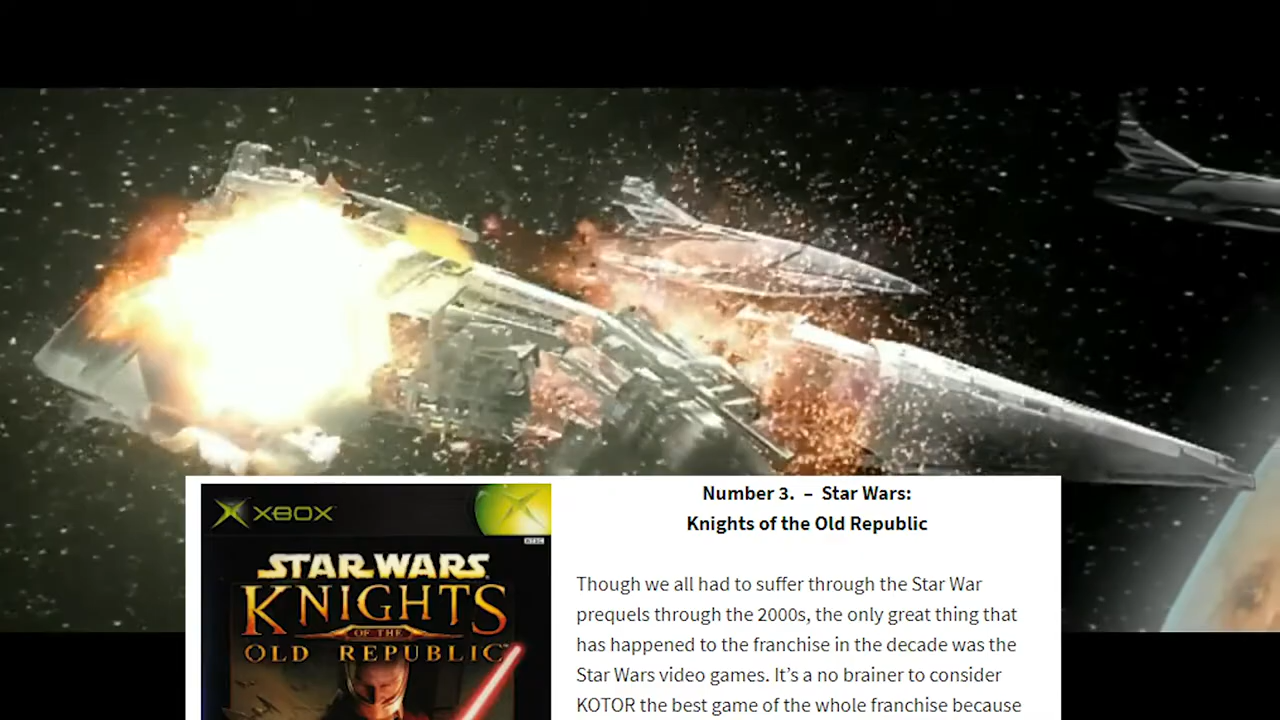 XBOX
NTSC
STAR WARS
KNIGHTS
OF THE
OLD REPUBLIC
Number 3. – Star Wars:
Knights of the Old Republic
Though we all had to suffer through the Star War
prequels through the 2000s, the only great thing that
has happened to the franchise in the decade was the
Star Wars video games. It’s a no brainer to consider
KOTOR the best game of the whole franchise because